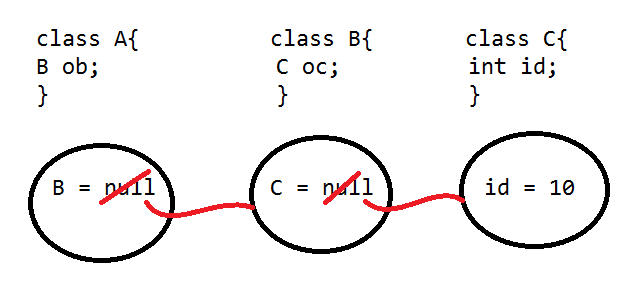 class A{
B ob;
}
class B{
C oc;
}
class C{
int id;
}
B = null
C = null
id = 10